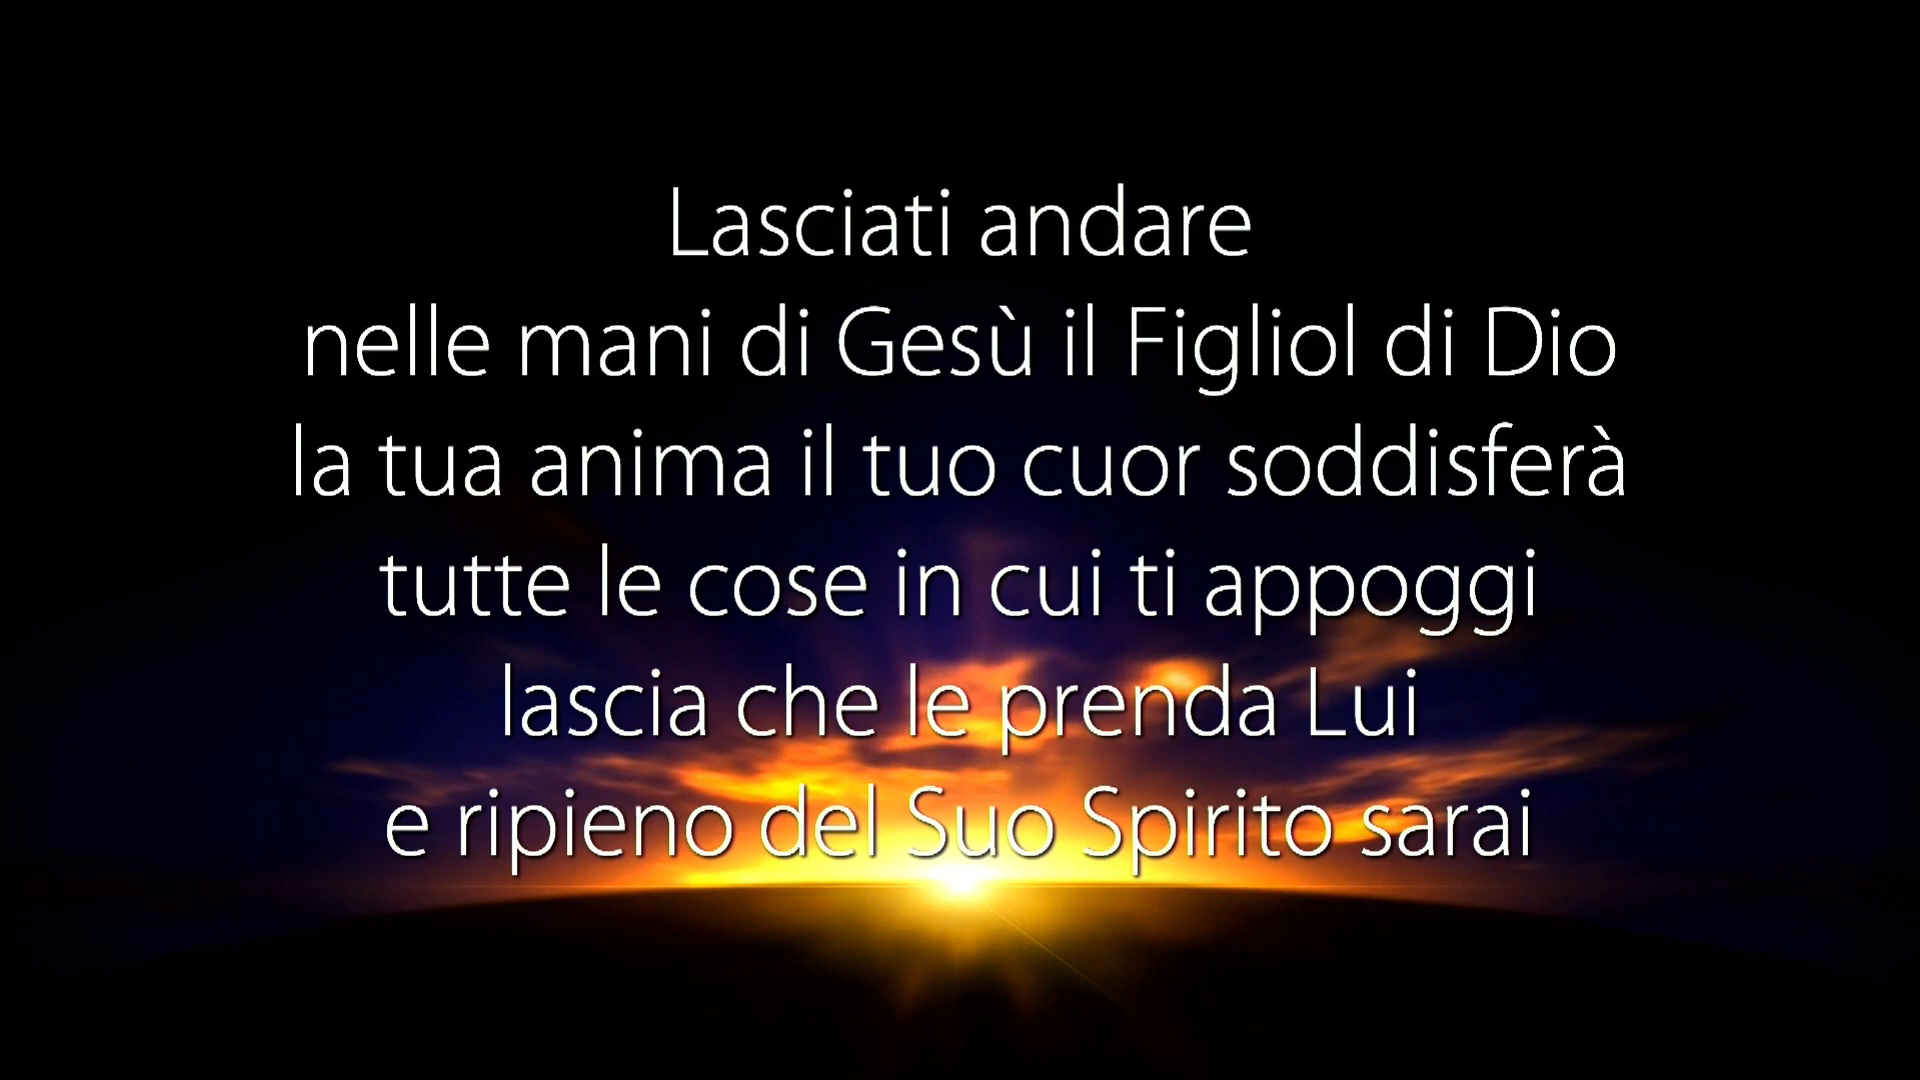 Lasciati andare
nelle mani di Gesù il Figliol di Dio
la tua anima il tuo cuor soddisferà
tutte le cose in cui ti appoggi
lascia che le prenda Lui
e ripieno del Suo Spirito sarai